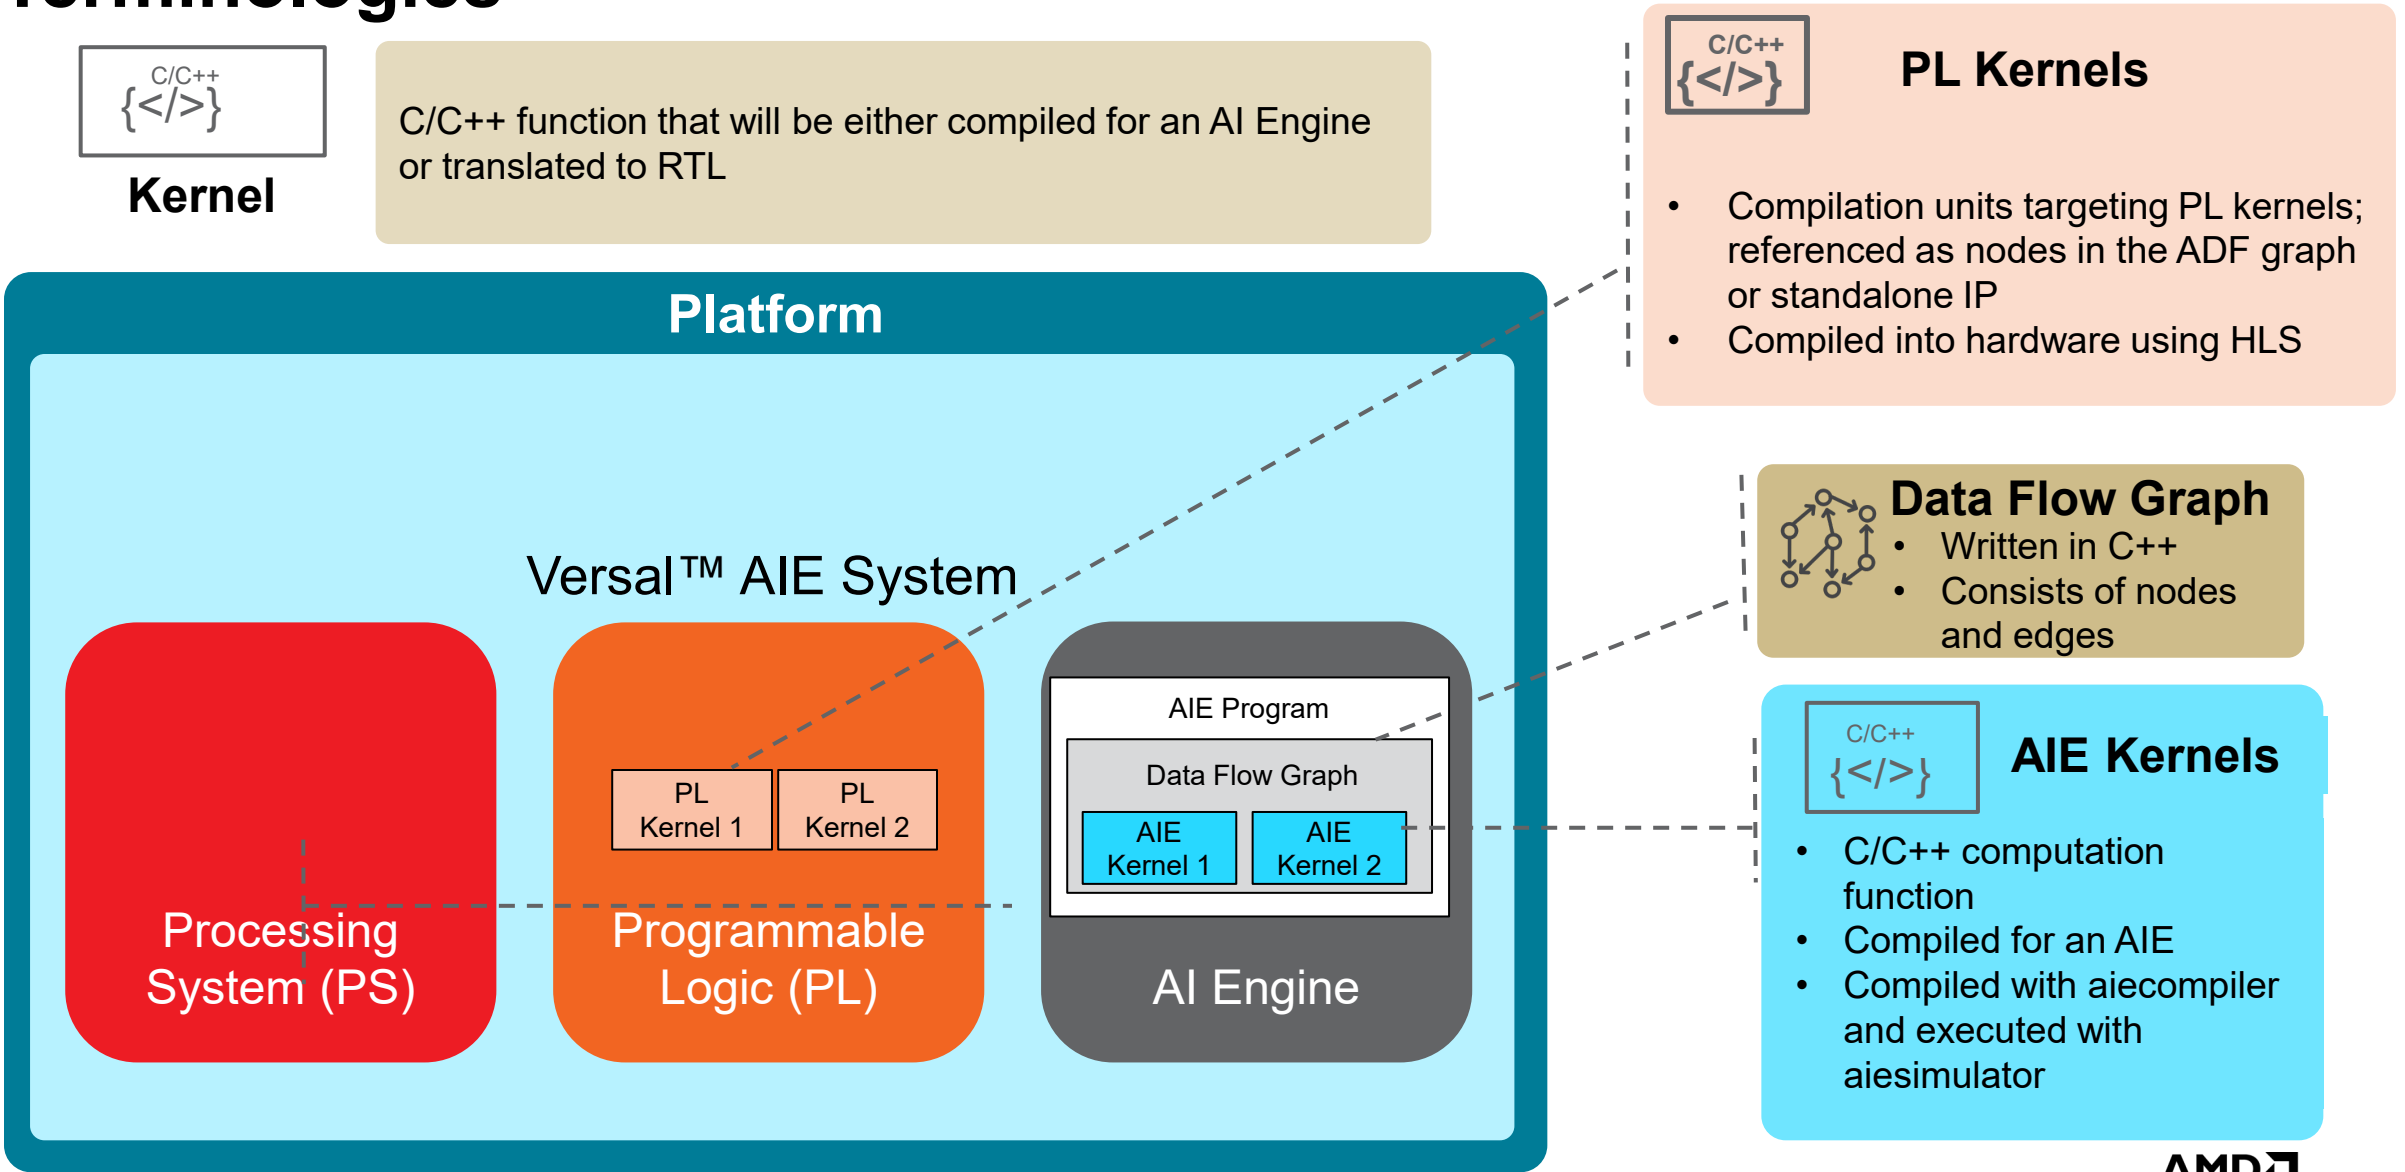 Terminologies
C/C++
{</>}
Kernel
C/C++ function that will be either compiled for an AI Engine
or translated to RTL
C/C++
{</>}
PL Kernels
• Compilation units targeting PL kernels;
referenced as nodes in the ADF graph
or standalone IP
• Compiled into hardware using HLS
Platform
Versal™ AIE System
Processing
System (PS)
PL
Kernel 1
PL
Kernel 2
Programmable
Logic (PL)
AIE Program
Data Flow Graph
AIE
Kernel 1
AIE
Kernel 2
AI Engine
Data Flow Graph
• Written in C++
• Consists of nodes
and edges
C/C++
{</>}
AIE Kernels
• C/C++ computation
function
• Compiled for an AIE
• Compiled with aiecompiler
and executed with
aiesimulator
AMD